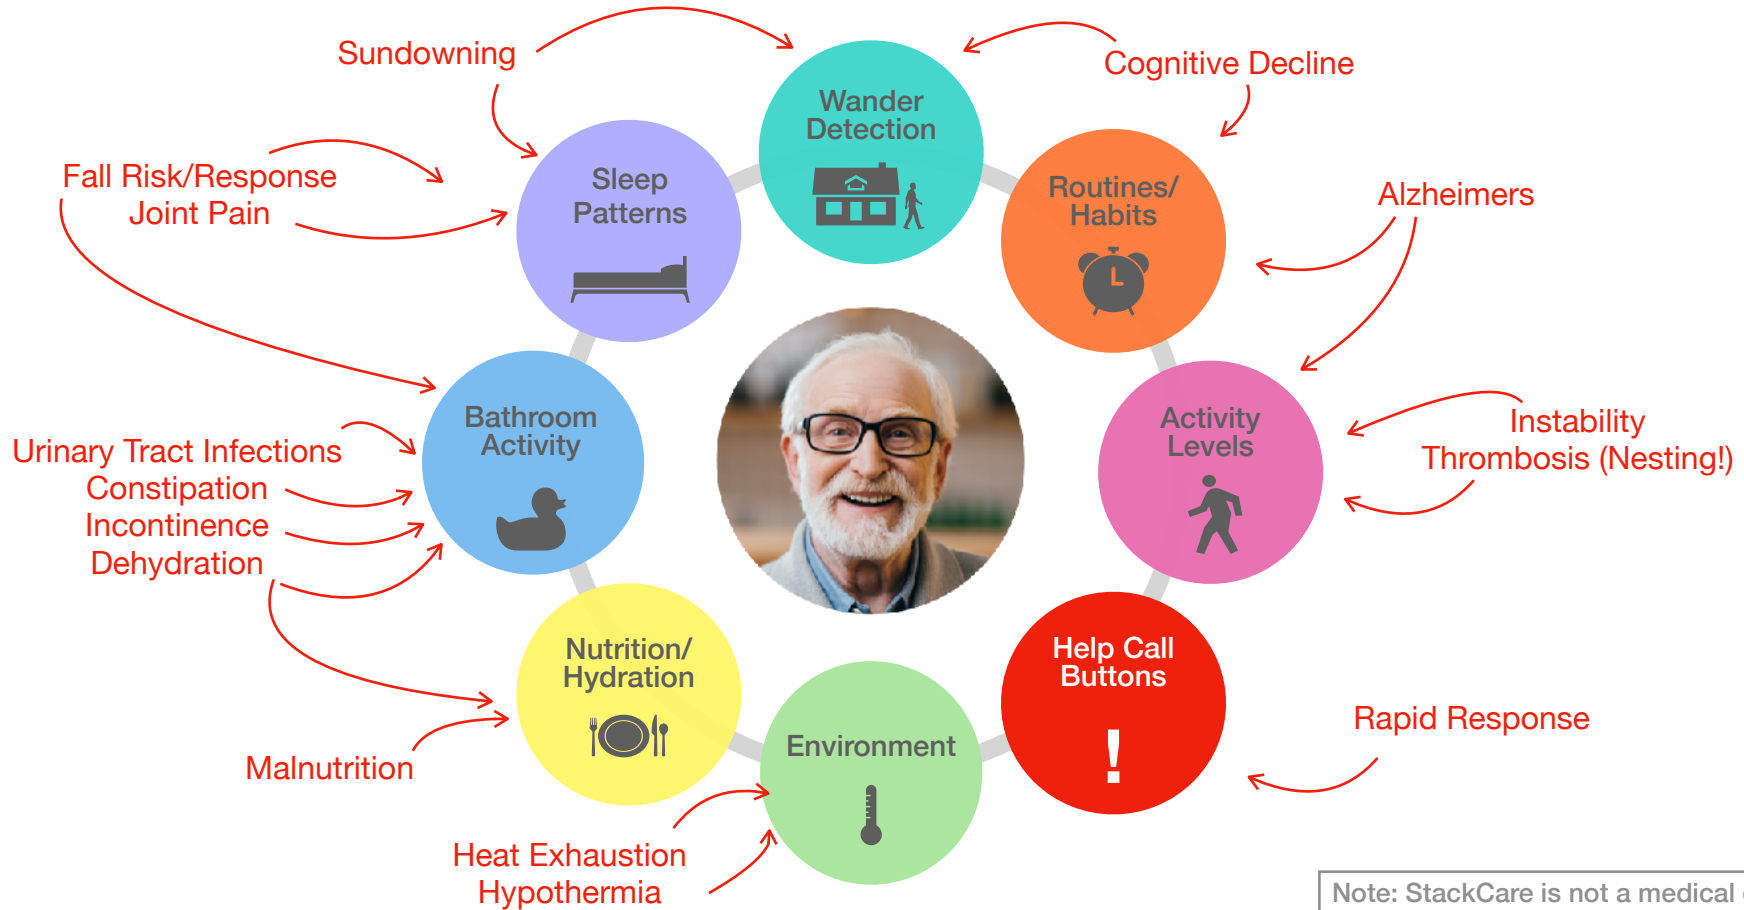 Sundowning
Cognitive Decline
Wander
Detection
Fall Risk/Response
Joint Pain
Sleep
Patterns
Routines/
Habits
Alzheimers
Bathroom
Activity
Activity
Levels
Instability
Thrombosis (Nesting!)
Urinary Tract Infections
Constipation
Incontinence
Dehydration
Nutrition/
Hydration
Help Call
Buttons
!
Rapid Response
Malnutrition
Environment
Heat Exhaustion
Hypothermia
Note: StackCare is not a medical